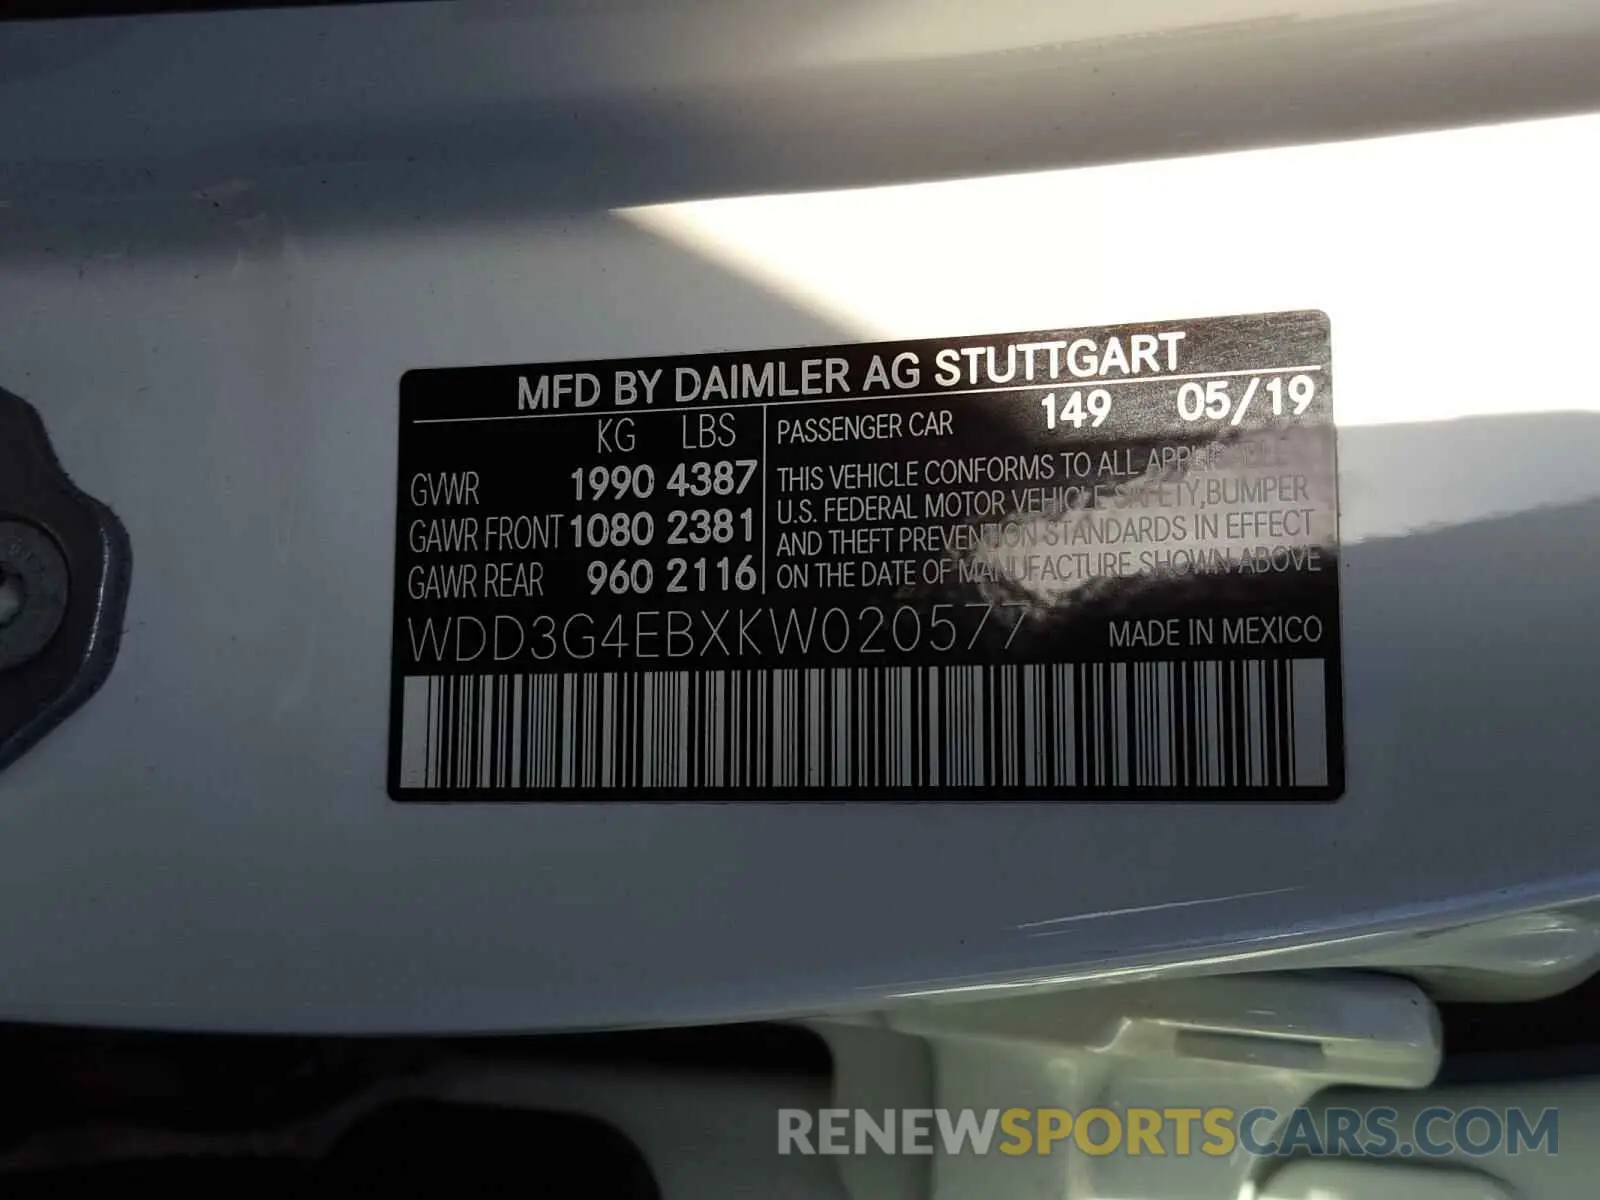 MFD BY DAIMLER AG STUTTGART
149 05/19
KG LBS
PASSENGER CAR
GVWR 1990 4387
GAWR FRONT 1080 2381
GAWR REAR 960 2116
THIS VEHICLE CONFORMS TO ALL APPLICABLE
U.S. FEDERAL MOTOR VEHICLE SAFETY,BUMPER
AND THEFT PREVENTION STANDARDS IN EFFECT
ON THE DATE OF MANUFACTURE SHOWN ABOVE
WDD3G4EBXKW020577
MADE IN MEXICO
RENEWSPORTSCARS.COM